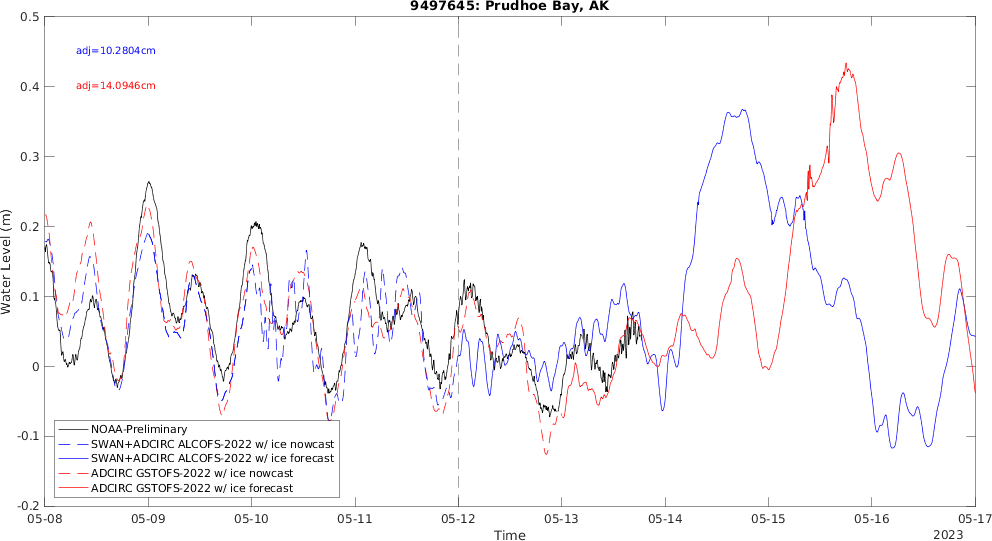 9497645: Prudhoe Bay, AK
adj=10.2804cm
adj=14.0946cm
Water Level (m)
0.5
0.4
0.3
0.2
0.1
0
-0.1
-0.2
NOAA-Preliminary
SWAN+ADCIRC ALCOFS-2022 w/ ice nowcast
SWAN+ADCIRC ALCOFS-2022 w/ ice forecast
ADCIRC GSTOFS-2022 w/ ice nowcast
ADCIRC GSTOFS-2022 w/ ice forecast
05-08 05-09 05-10 05-11 05-12 05-13 05-14 05-15 05-16 05-17
Time
2023